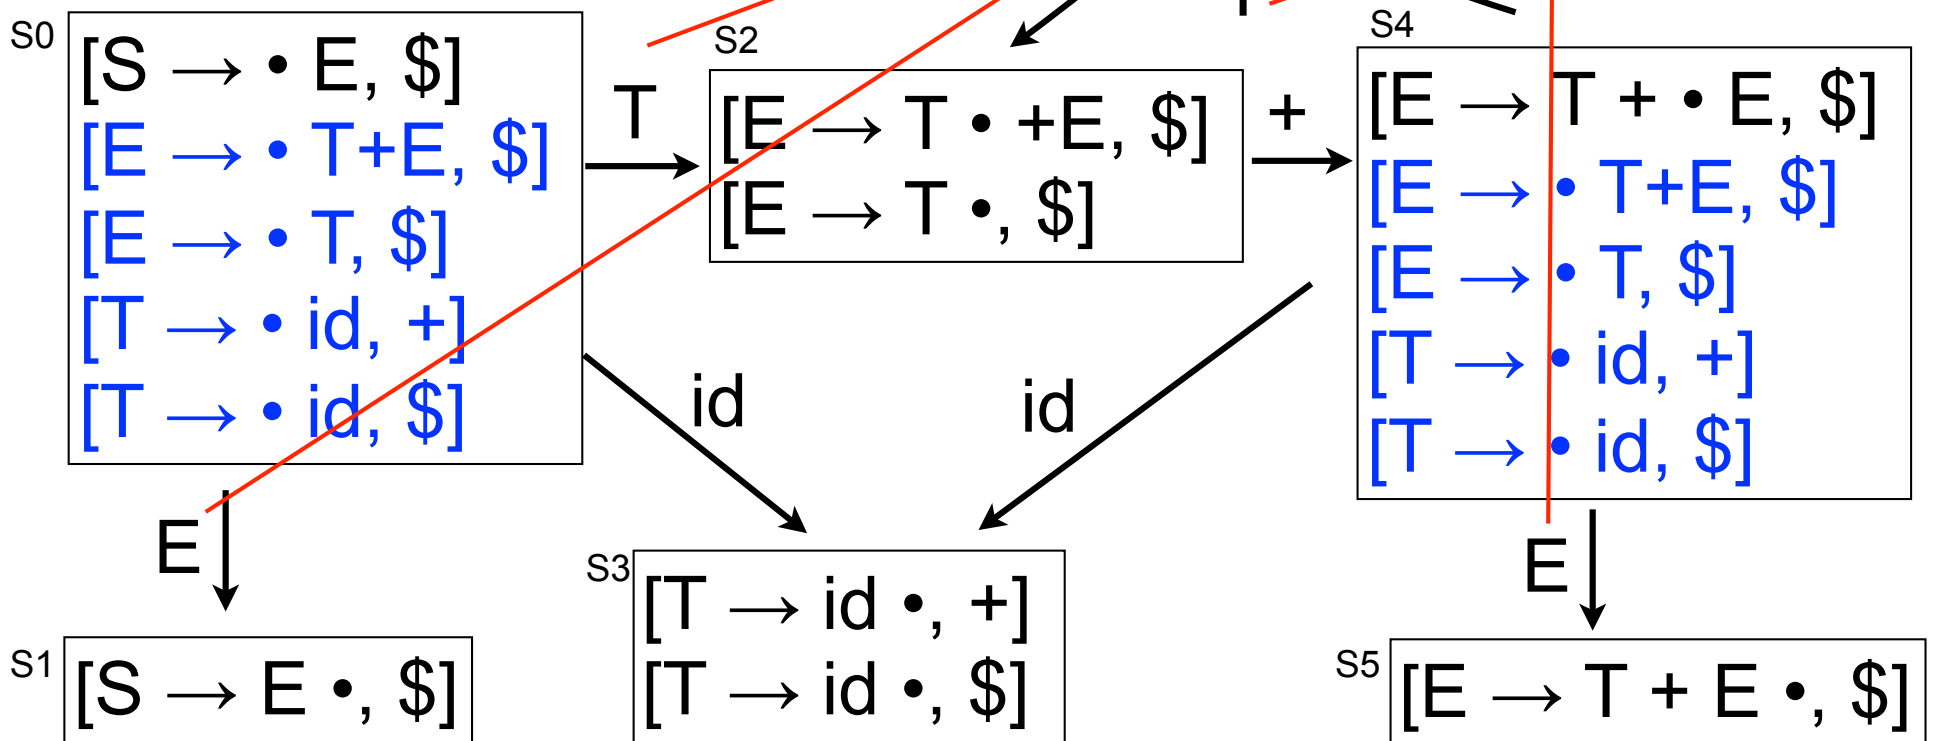 S0
[S → • E, $]
[E → • T+E, $]
[E → • T, $]
[T → • id, +]
[T → • id, $]
T
S2
[E → T • +E, $]
[E → T •, $]
+
S4
[E → T + • E, $]
[E → • T+E, $]
[E → • T, $]
[T → • id, +]
[T → • id, $]
id
id
E
E
S1
[S → E •, $]
S3
[T → id •, +]
[T → id •, $]
S5
[E → T + E •, $]